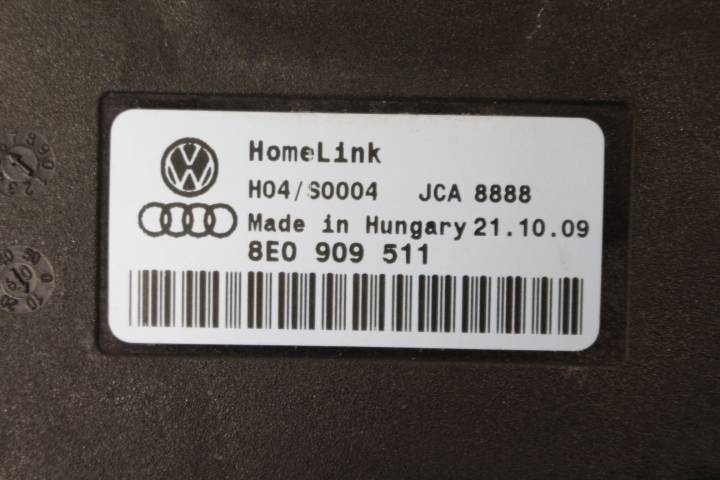 HomeLink
H04/S0004 JCA 8888
Made in Hungary 21.10.09
8E0 909 511